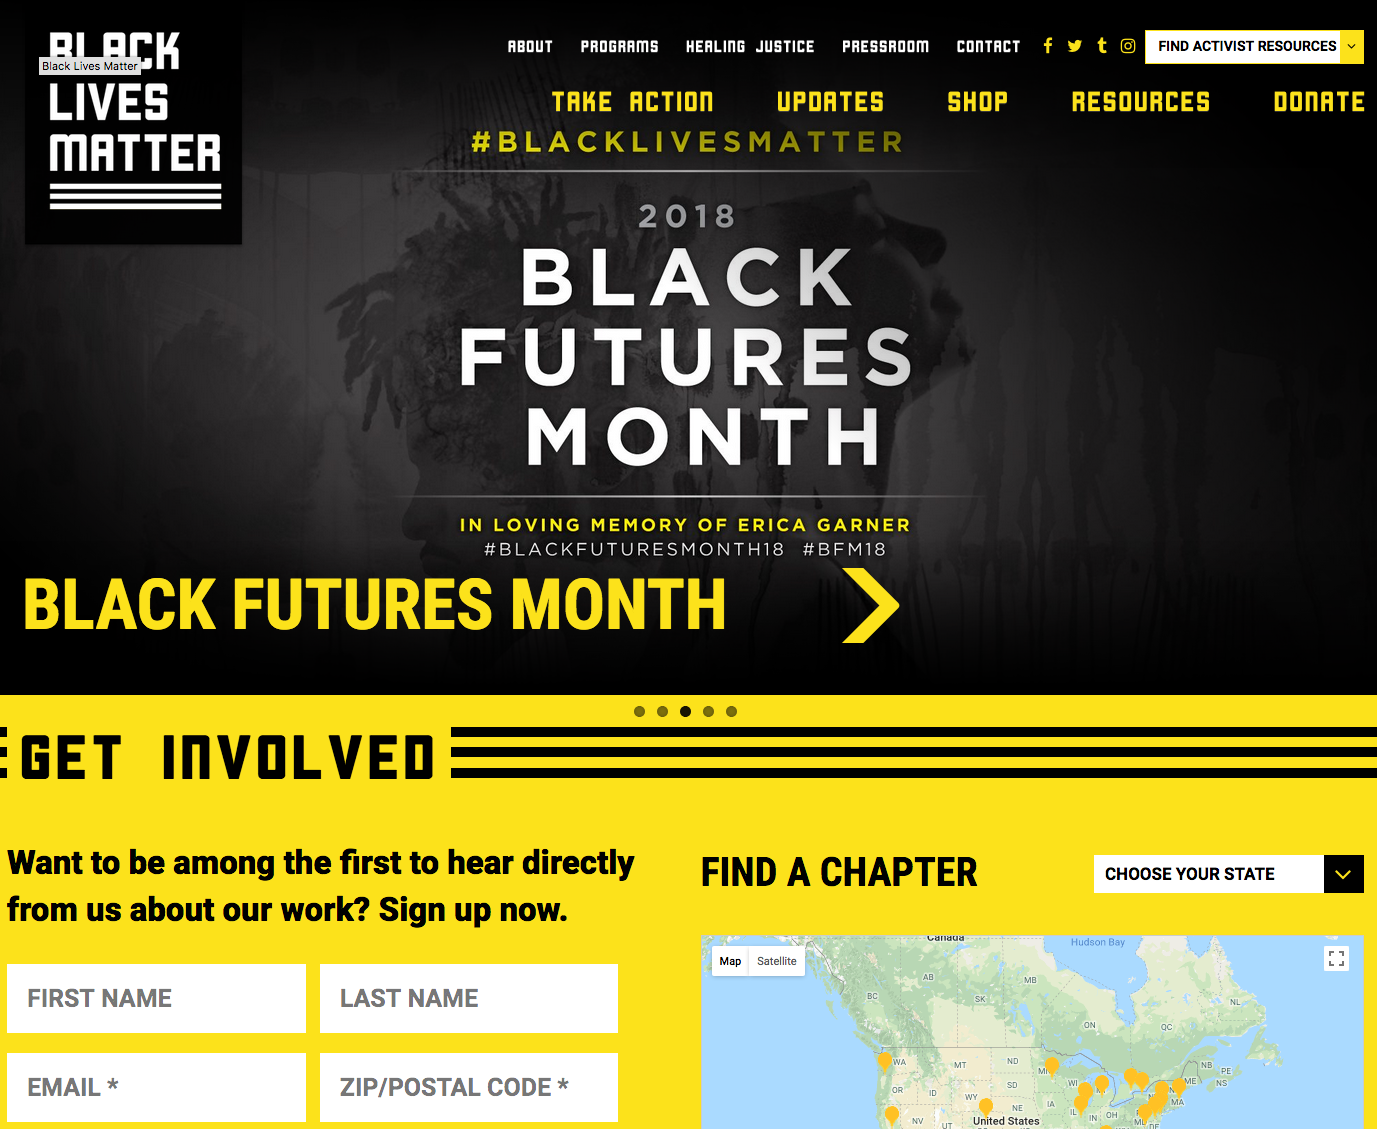 BLACK
LIVES
MATTER
Black Lives Matter
ABOUT PROGRAMS HEALING JUSTICE PRESSROOM CONTACT FIND ACTIVIST RESOURCES
TAKE ACTION UPDATES SHOP RESOURCES DONATE
#BLACKLIVESMATTER
2018
BLACK
FUTURES
MONTH
IN LOVING MEMORY OF ERICA GARNER
#BLACKFUTURESMONTH18 #BFM18
BLACK FUTURES MONTH
GET INVOLVED
Want to be among the first to hear directly
from us about our work? Sign up now.
FIRST NAME LAST NAME
EMAIL * ZIP/POSTAL CODE *
FIND A CHAPTER CHOOSE YOUR STATE
Canada Hudson Bay
Map Satellite
AB MB
BC SK NL
ON QC
WA MT ND NB PE
OR ID SD WI ME NS
WY IA MA
NV UT NE IL IN OH
United States